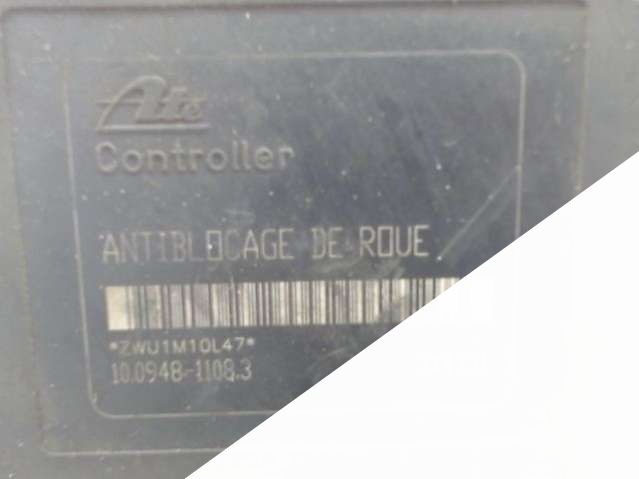 Ate
Controller
ANTIBLOCAGE DE ROUE
*ZWU1M10L47*
10.0948-1108.3